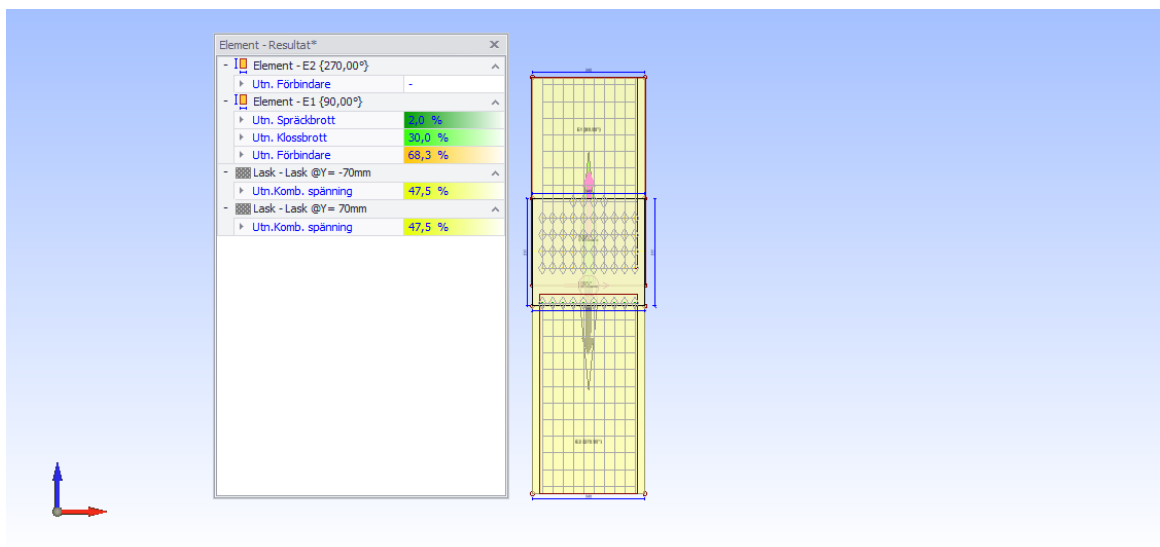 Element - Resultat*
Element - E2 {270,00°}
Utn. Förbindare -
Element - E1 {90,00°}
Utn. Spräckbrott 2,0 %
Utn. Klossbrott 30,0 %
Utn. Förbindare 68,3 %
Lask - Lask @Y= -70mm
Utn.Komb. spänning 47,5 %
Lask - Lask @Y= 70mm
Utn.Komb. spänning 47,5 %